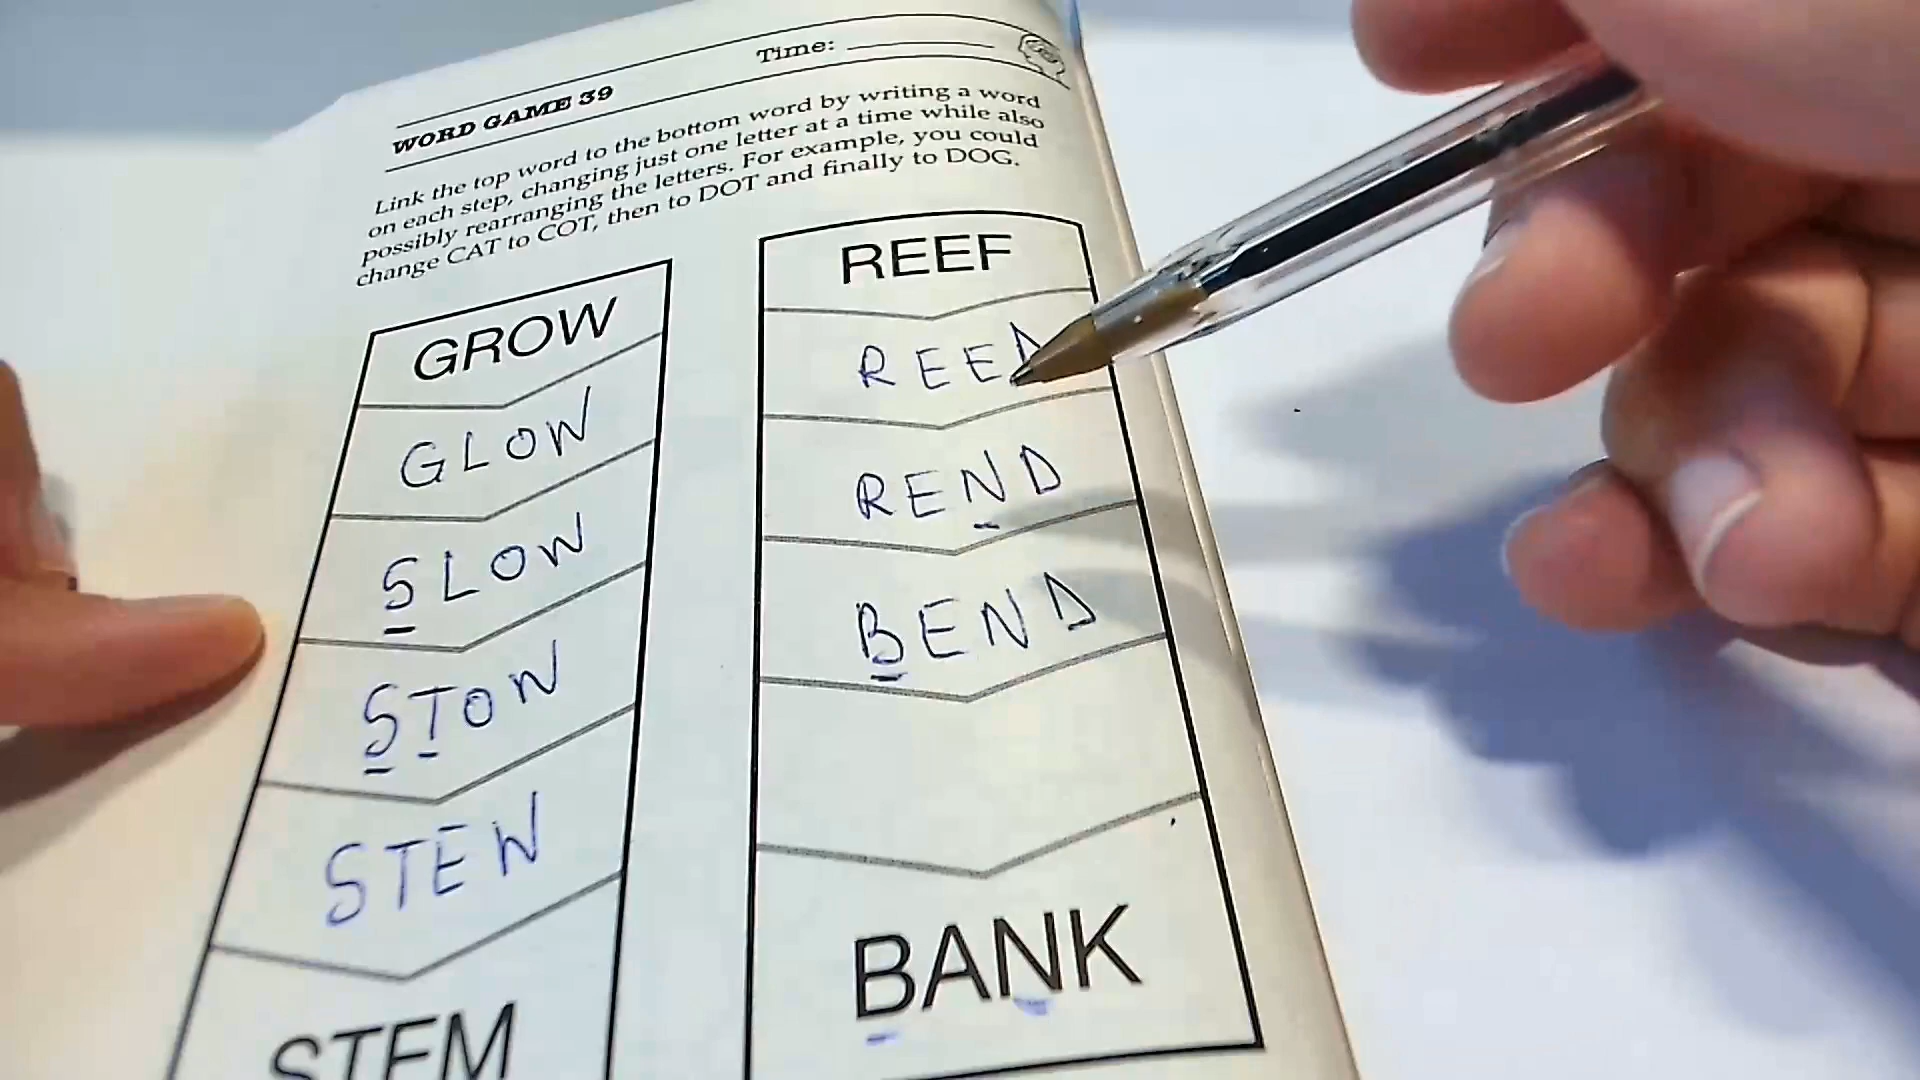 Time:
WORD GAME 39
Link the top word to the bottom word by writing a word
on each step, changing just one letter at a time while also
possibly rearranging the letters. For example, you could
change CAT to COT, then to DOT and finally to DOG.
GROW
GLOW
SLOW
STOW
STEW
STEM
REEF
REED
REND
BEND
BANK